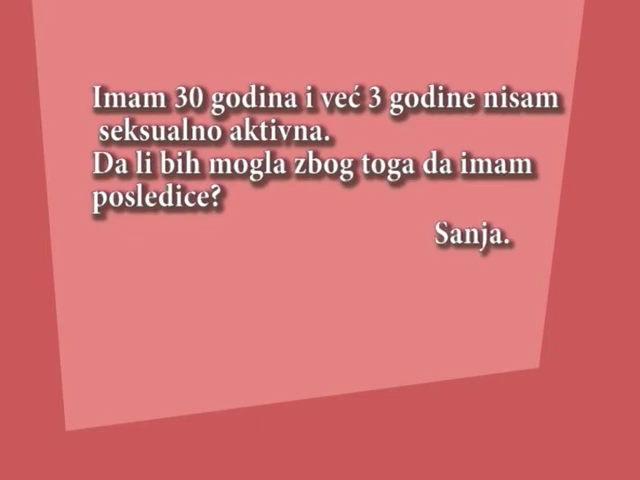 Imam 30 godina i već 3 godine nisam
seksualno aktivna.
Da li bih mogla zbog toga da imam
posledice?
Sanja.